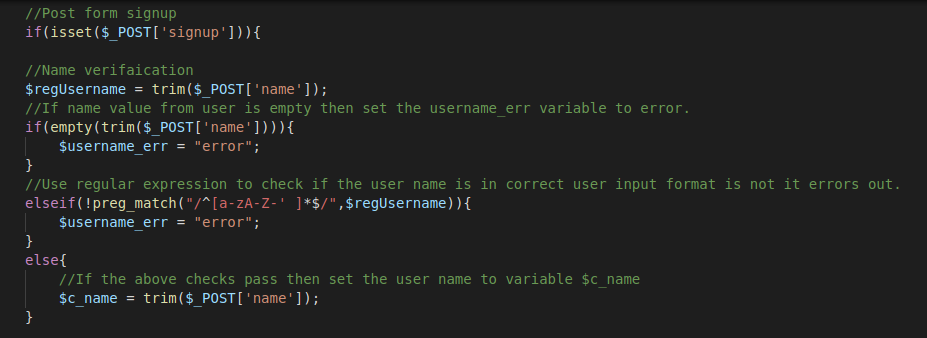 //Post form signup
if(isset($_POST['signup'])){
//Name verifaication
$regUsername = trim($_POST['name']);
//If name value from user is empty then set the username_err variable to error.
if(empty(trim($_POST['name']))){
$username_err = "error";
}
//Use regular expression to check if the user name is in correct user input format is not it errors out.
elseif(!preg_match("/^[a-zA-Z-' ]*$/",$regUsername)){
$username_err = "error";
}
else{
//If the above checks pass then set the user name to variable $c_name
$c_name = trim($_POST['name']);
}